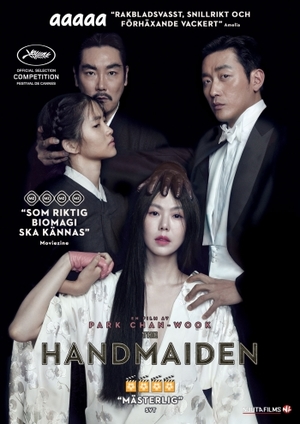 aaaaa
"RAKBLADSVASST, SNILLRIKT OCH
FÖRHÄXANDE VACKERT" Amelia
OFFICIAL SELECTION
COMPETITION
FESTIVAL DE CANNES
"SOM RIKTIG
BIOMAGI
SKA KÄNNAS"
Moviezine
EN FILM AV
PARK CHAN-WOOK
THE
HANDMAIDEN
"MÄSTERLIG"
SVT